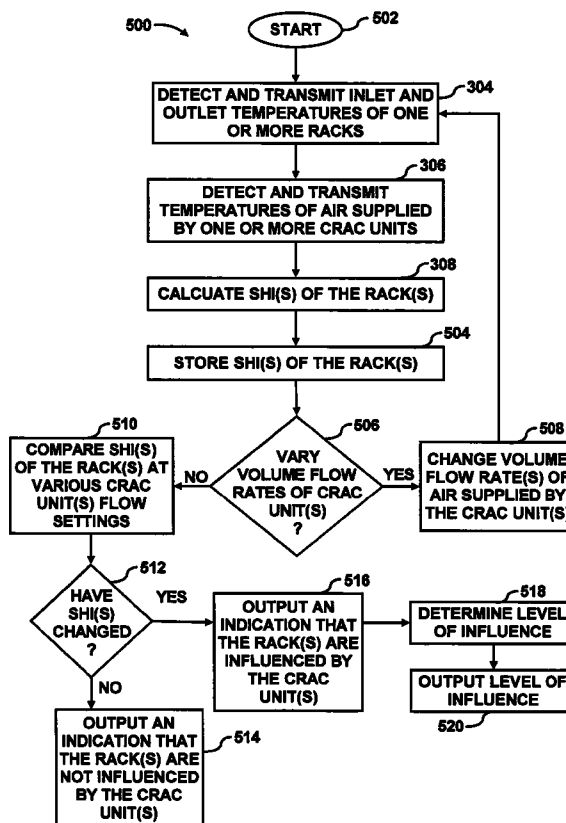 500
START
502
304
DETECT AND TRANSMIT INLET AND
OUTLET TEMPERATURES OF ONE
OR MORE RACKS
306
DETECT AND TRANSMIT
TEMPERATURES OF AIR SUPPLIED
BY ONE OR MORE CRAC UNITS
308
CALCUATE SHI(S) OF THE RACK(S)
504
STORE SHI(S) OF THE RACK(S)
506
VARY
VOLUME FLOW
RATES OF CRAC
UNIT(S)
?
YES
508
CHANGE VOLUME
FLOW RATE(S) OF
AIR SUPPLIED BY
THE CRAC UNIT(S)
NO
510
COMPARE SHI(S)
OF THE RACK(S) AT
VARIOUS CRAC
UNIT(S) FLOW
SETTINGS
512
HAVE
SHI(S)
CHANGED
?
YES
516
OUTPUT AN
INDICATION THAT
THE RACK(S) ARE
INFLUENCED BY
THE CRAC
UNIT(S)
518
DETERMINE LEVEL
OF INFLUENCE
OUTPUT LEVEL OF
INFLUENCE
520
NO
OUTPUT AN
INDICATION THAT
THE RACK(S) ARE
NOT INFLUENCED
BY THE CRAC
UNIT(S)
514